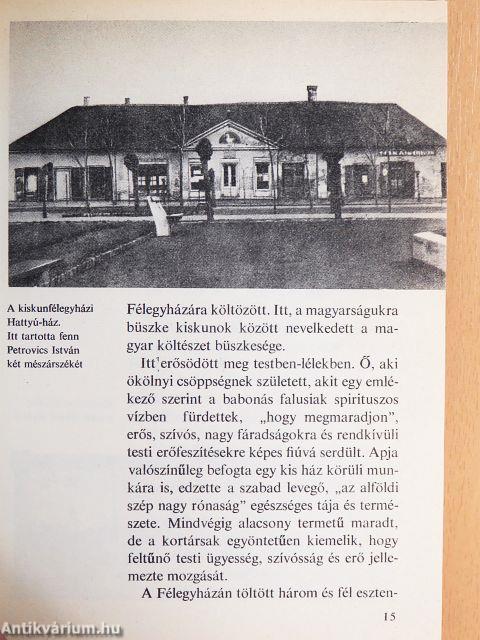 A kiskunfélegyházi
Hattyú-ház.
Itt tartotta fenn
Petrovics István
két mészárszékét
Félegyházára költözött. Itt, a magyarságukra
büszke kiskunok között nevelkedett a ma-
gyar költészet büszkesége.
Itt erősödött meg testben-lélekben. Ő, aki
ökölnyi csöppségnek született, akit egy emlé-
kező szerint a babonás falusiak spirituszos
vízben fürdettek, „hogy megmaradjon”,
erős, szívós, nagy fáradságokra és rendkívüli
testi erőfeszítésekre képes fiúvá serdült. Apja
valószínűleg befogta egy kis ház körüli mun-
kára is, edzette a szabad levegő, „az alföldi
szép nagy rónaság” egészséges tája és termé-
szete. Mindvégig alacsony termetű maradt,
de a kortársak egyöntetűen kiemelik, hogy
feltűnő testi ügyesség, szívósság és erő jelle-
mezte mozgását.
A Félegyházán töltött három és fél eszten-
15
Antikvárium.hu